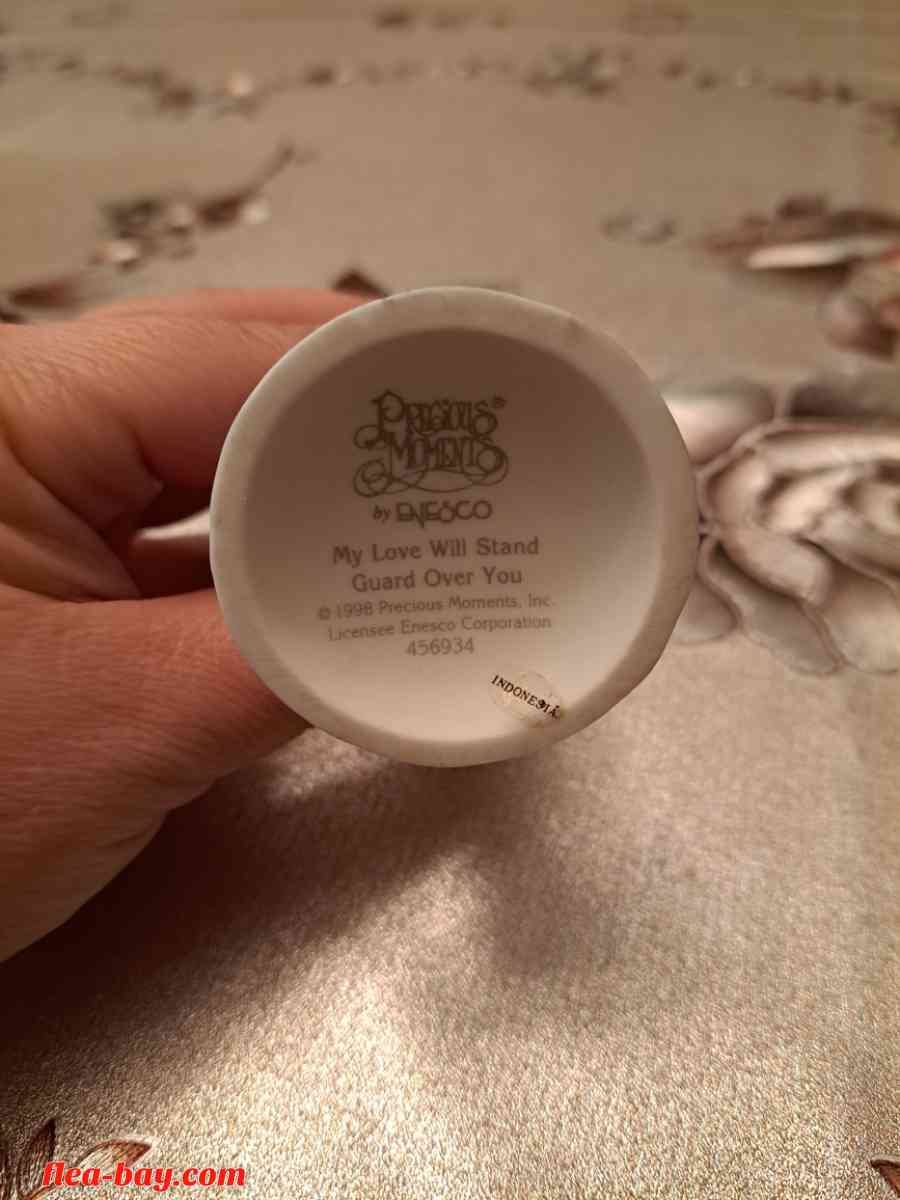 PRECIOUS®
MOMENTS
by ENESCO
My Love Will Stand
Guard Over You
© 1998 Precious Moments, Inc.
Licensee Enesco Corporation
456934
INDONESIA
flea-bay.com